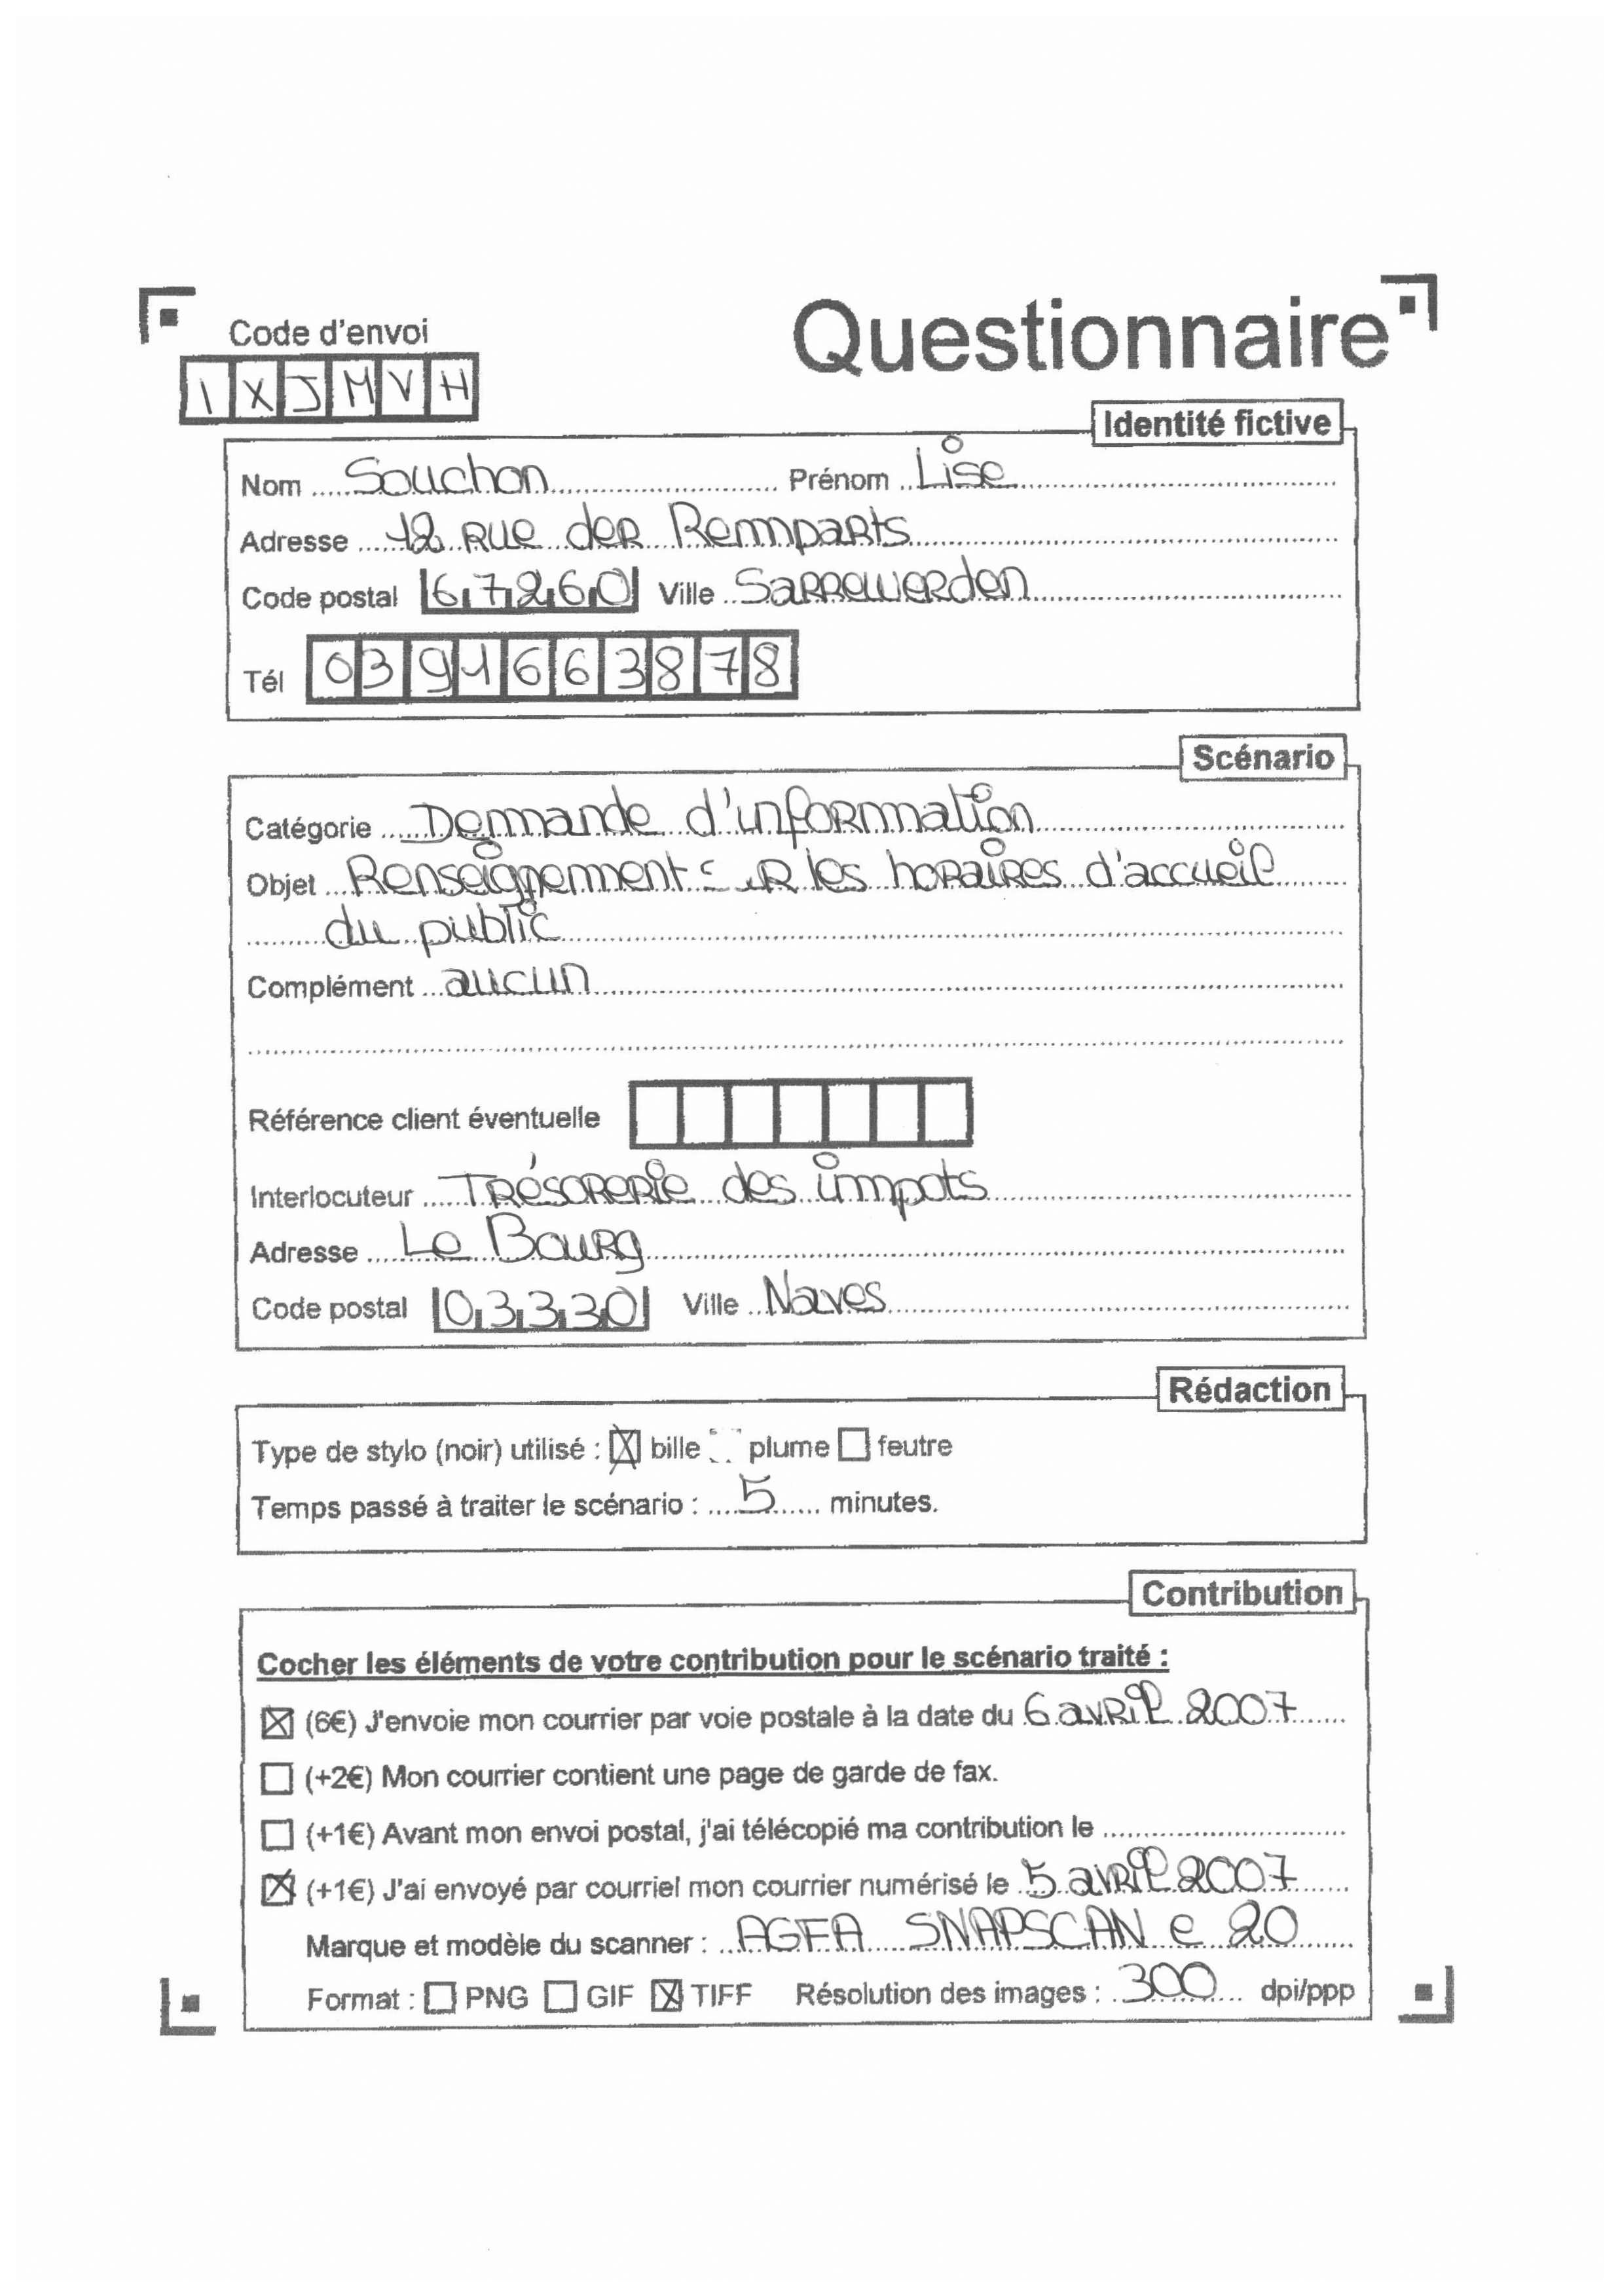 Code d'envoi
Questionnaire
I X J M V H
Identité fictive
Nom Souchon Prénom Lise
Adresse 12 Rue des Remparts
Code postal 67260 Ville Sarrewerden
Tél 03 91 66 38 78
Scénario
Catégorie Demande d'information
Objet Renseignement les horaires d'accueil
du public
Complément aucun
Référence client éventuelle
Interlocuteur Trésorerie des impots
Adresse Le Bourg
Code postal 03330 Ville Naves
Rédaction
Type de stylo (noir) utilisé : ☒ bille ☐ plume ☐ feutre
Temps passé à traiter le scénario : 5 minutes.
Contribution
Cocher les éléments de votre contribution pour le scénario traité :
☒ (6€) J'envoie mon courrier par voie postale à la date du 6 avril 2007
☐ (+2€) Mon courrier contient une page de garde de fax.
☐ (+1€) Avant mon envoi postal, j'ai télécopié ma contribution le
☒ (+1€) J'ai envoyé par courriel mon courrier numérisé le 5 avril 2007
Marque et modèle du scanner : AGFA SNAPSCAN e 20
Format : ☐ PNG ☐ GIF ☒ TIFF Résolution des images : 300 dpi/ppp